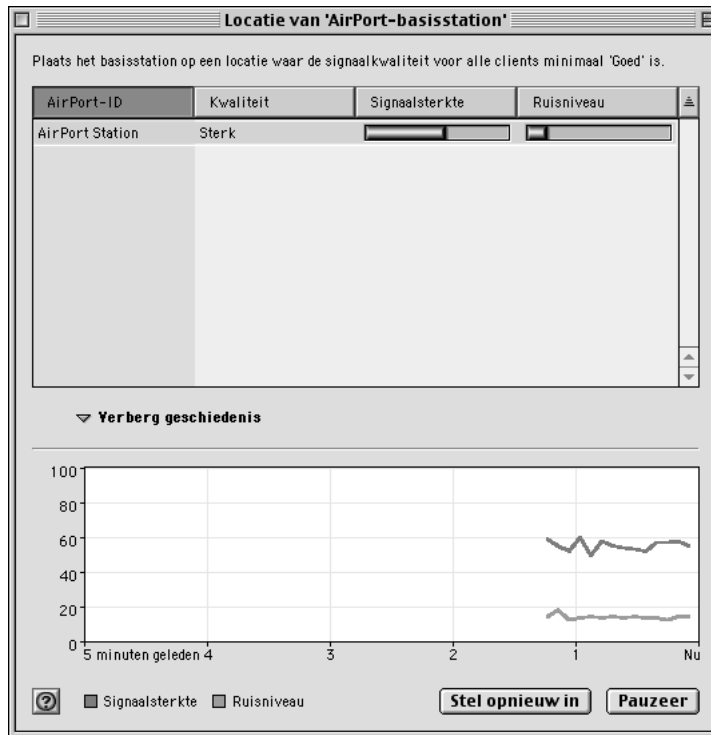 Locatie van 'AirPort-basisstation'
Plaats het basisstation op een locatie waar de signaalkwaliteit voor alle clients minimaal 'Goed' is.
AirPort-ID Kwaliteit Signaalsterkte Ruisniveau
AirPort Station Sterk
Verberg geschiedenis
100
80
60
40
20
0
5 minuten geleden 4 3 2 1 Nu
? Signaalsterkte Ruisniveau Stel opnieuw in Pauzeer